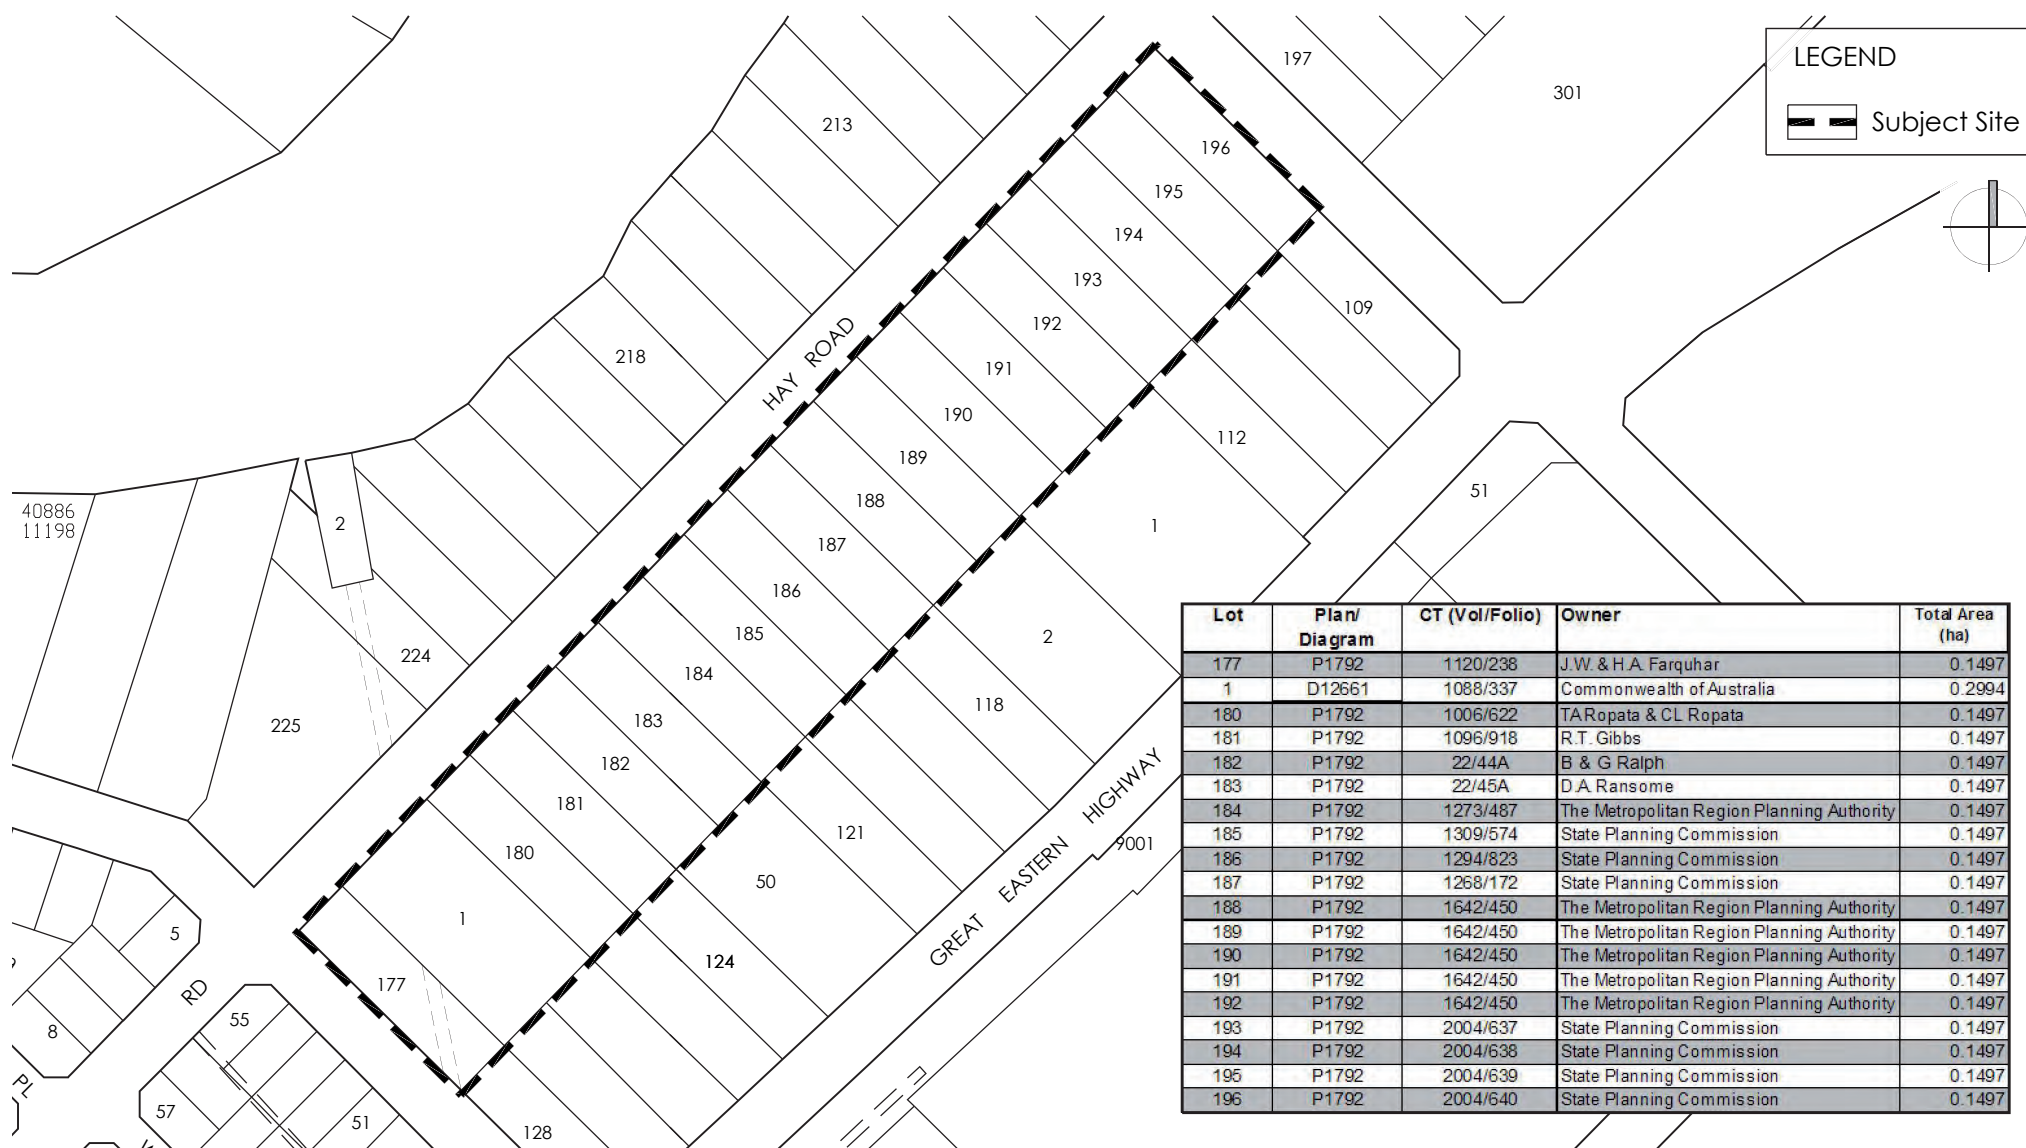 LEGEND
Subject Site
197
301
213
196
195
194
193
109
192
218
HAY ROAD
191
190
112
189
188
51
40886
11198
2
1
187
186
185
2
224
184
118
183
225
182
181
121
180
50
GREAT EASTERN HIGHWAY
9001
1
5
124
177
RD
55
8
PL
57
51
128
Lot Plan/ Diagram CT (Vol/Folio) Owner Total Area (ha)
177 P1792 1120/238 J.W. & H.A. Farquhar 0.1497
1 D12661 1088/337 Commonwealth of Australia 0.2994
180 P1792 1006/622 TA Ropata & CL Ropata 0.1497
181 P1792 1096/918 R.T. Gibbs 0.1497
182 P1792 22/44A B & G Ralph 0.1497
183 P1792 22/45A D.A. Ransome 0.1497
184 P1792 1273/487 The Metropolitan Region Planning Authority 0.1497
185 P1792 1309/574 State Planning Commission 0.1497
186 P1792 1294/823 State Planning Commission 0.1497
187 P1792 1268/172 State Planning Commission 0.1497
188 P1792 1642/450 The Metropolitan Region Planning Authority 0.1497
189 P1792 1642/450 The Metropolitan Region Planning Authority 0.1497
190 P1792 1642/450 The Metropolitan Region Planning Authority 0.1497
191 P1792 1642/450 The Metropolitan Region Planning Authority 0.1497
192 P1792 1642/450 The Metropolitan Region Planning Authority 0.1497
193 P1792 2004/637 State Planning Commission 0.1497
194 P1792 2004/638 State Planning Commission 0.1497
195 P1792 2004/639 State Planning Commission 0.1497
196 P1792 2004/640 State Planning Commission 0.1497